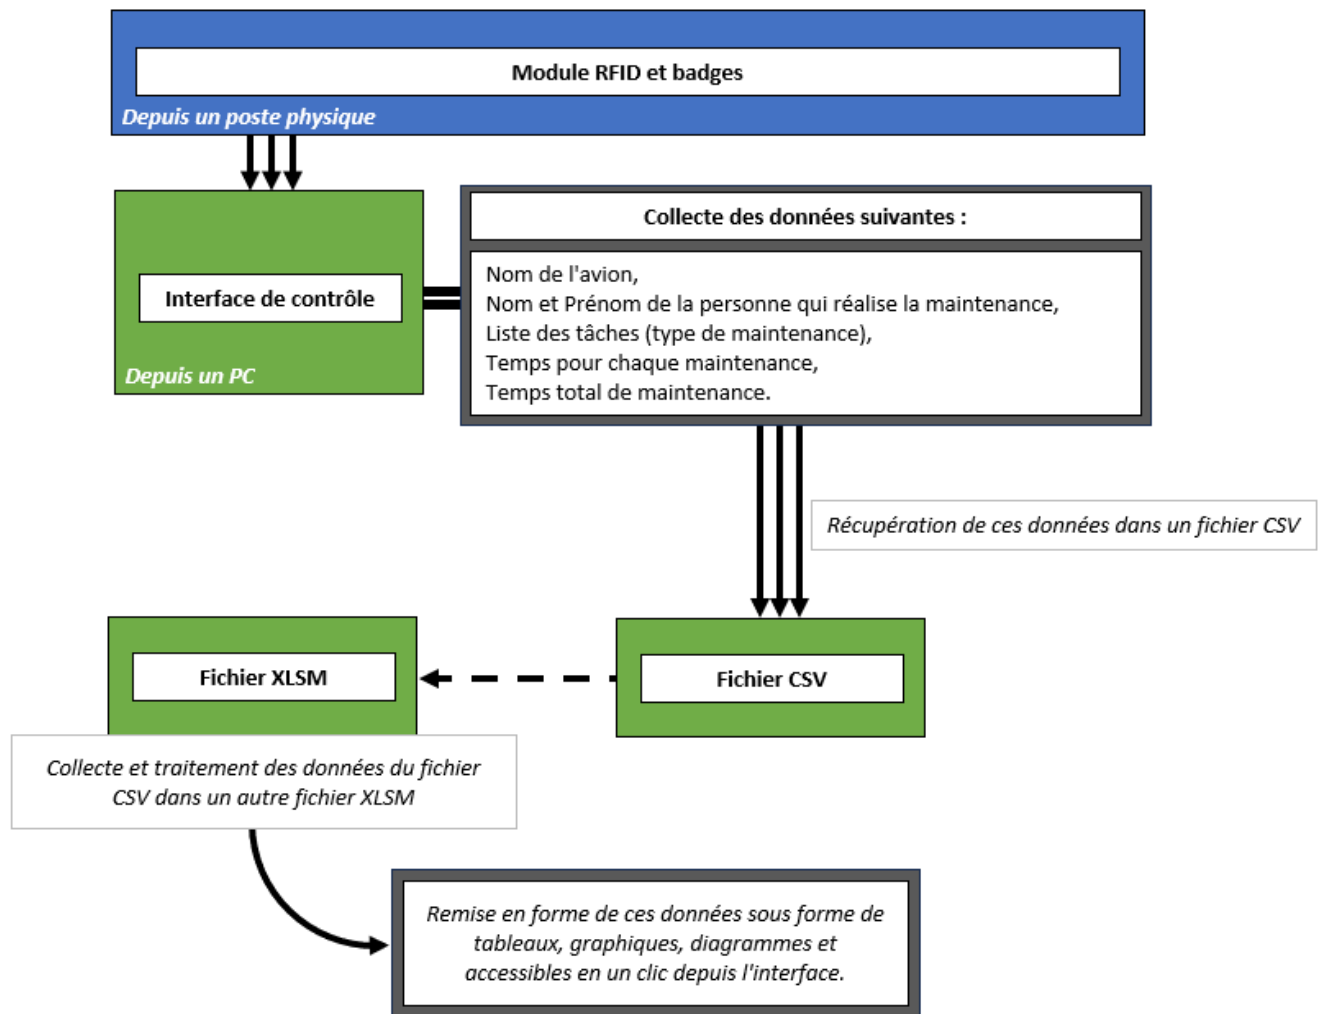 Module RFID et badges
Depuis un poste physique
Interface de contrôle
Depuis un PC
Collecte des données suivantes :
Nom de l'avion,
Nom et Prénom de la personne qui réalise la maintenance,
Liste des tâches (type de maintenance),
Temps pour chaque maintenance,
Temps total de maintenance.
Récupération de ces données dans un fichier CSV
Fichier XLSM
Fichier CSV
Collecte et traitement des données du fichier
CSV dans un autre fichier XLSM
Remise en forme de ces données sous forme de
tableaux, graphiques, diagrammes et
accessibles en un clic depuis l'interface.